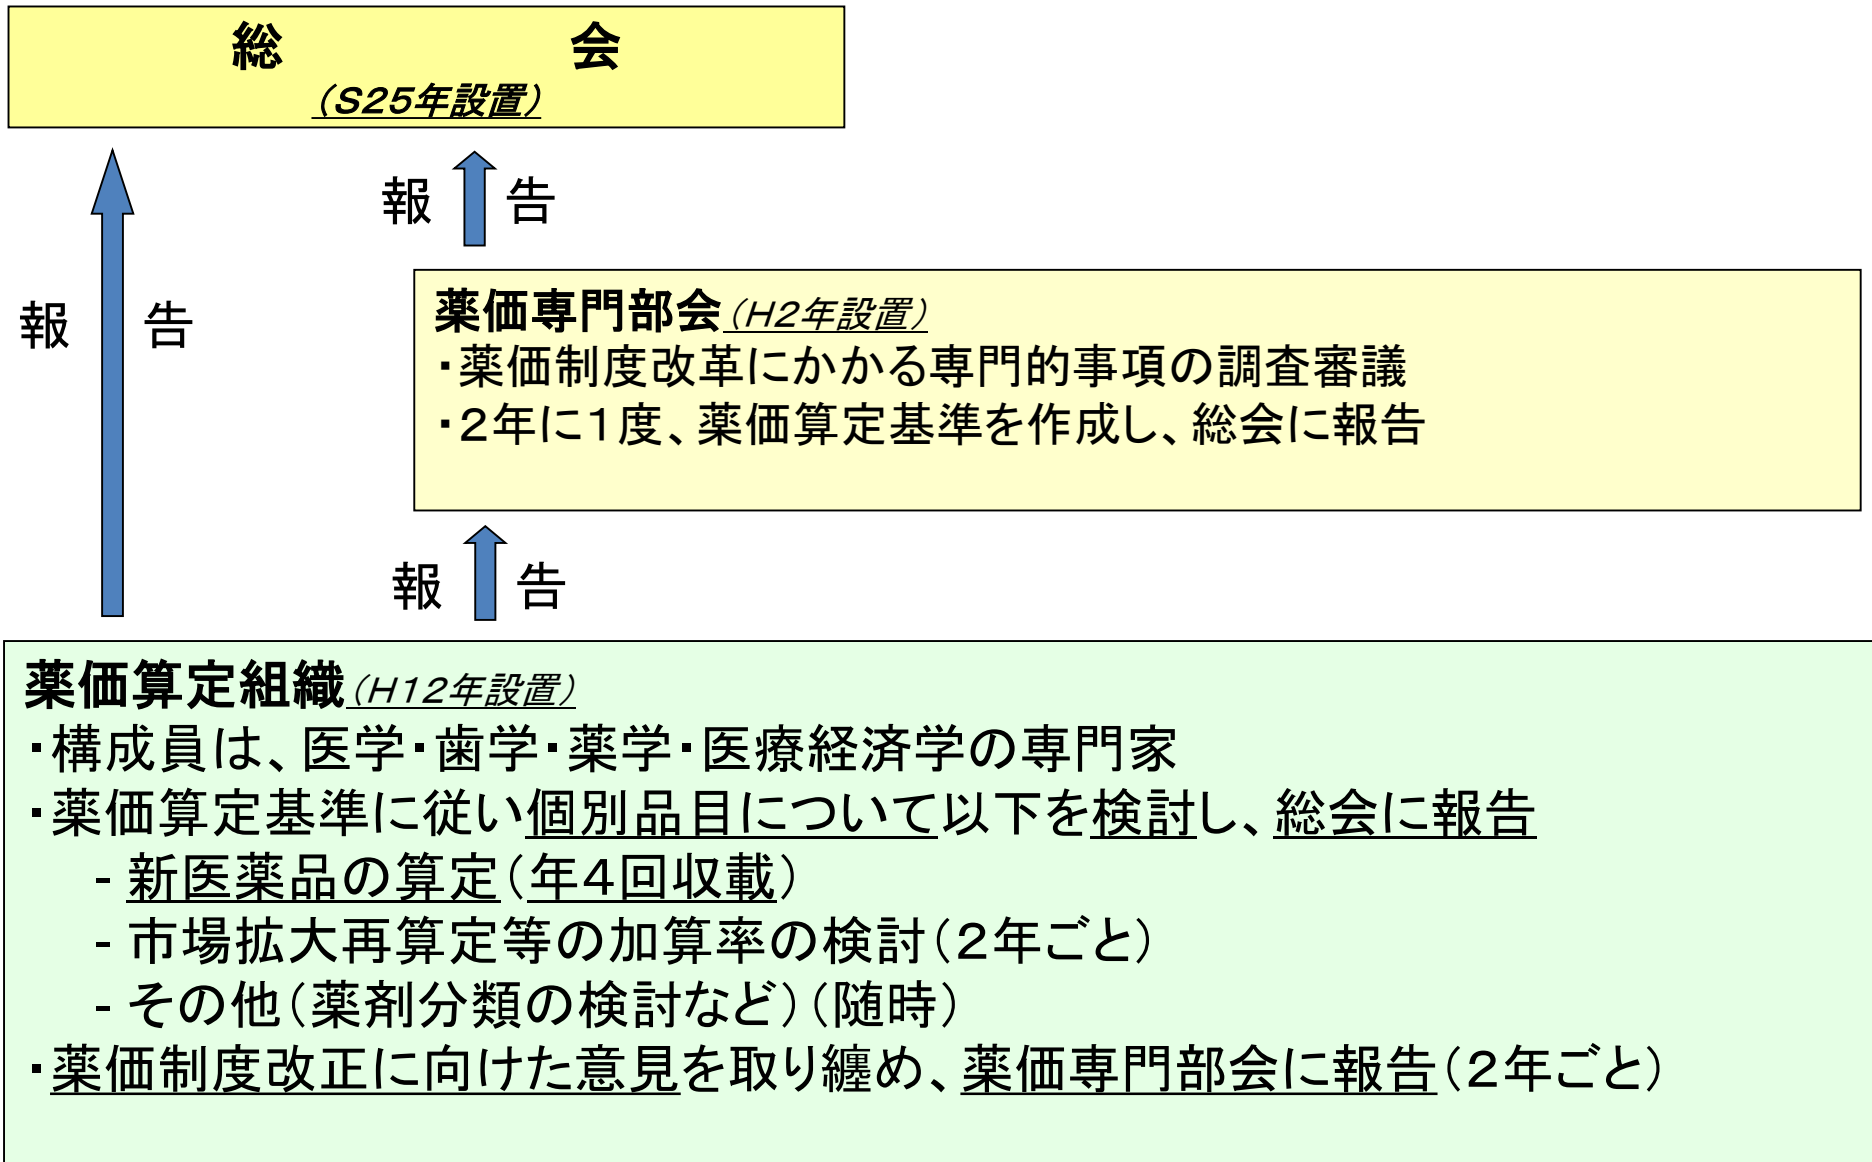 総　　会
（S25年設置）
報　告
報　告
薬価専門部会（H2年設置）
・薬価制度改革にかかる専門的事項の調査審議
・２年に１度、薬価算定基準を作成し、総会に報告
報　告
薬価算定組織（H12年設置）
・構成員は、医学・歯学・薬学・医療経済学の専門家
・薬価算定基準に従い個別品目について以下を検討し、総会に報告
- 新医薬品の算定（年４回収載）
- 市場拡大再算定等の加算率の検討（２年ごと）
- その他（薬剤分類の検討など）（随時）
・薬価制度改正に向けた意見を取り纏め、薬価専門部会に報告（２年ごと）